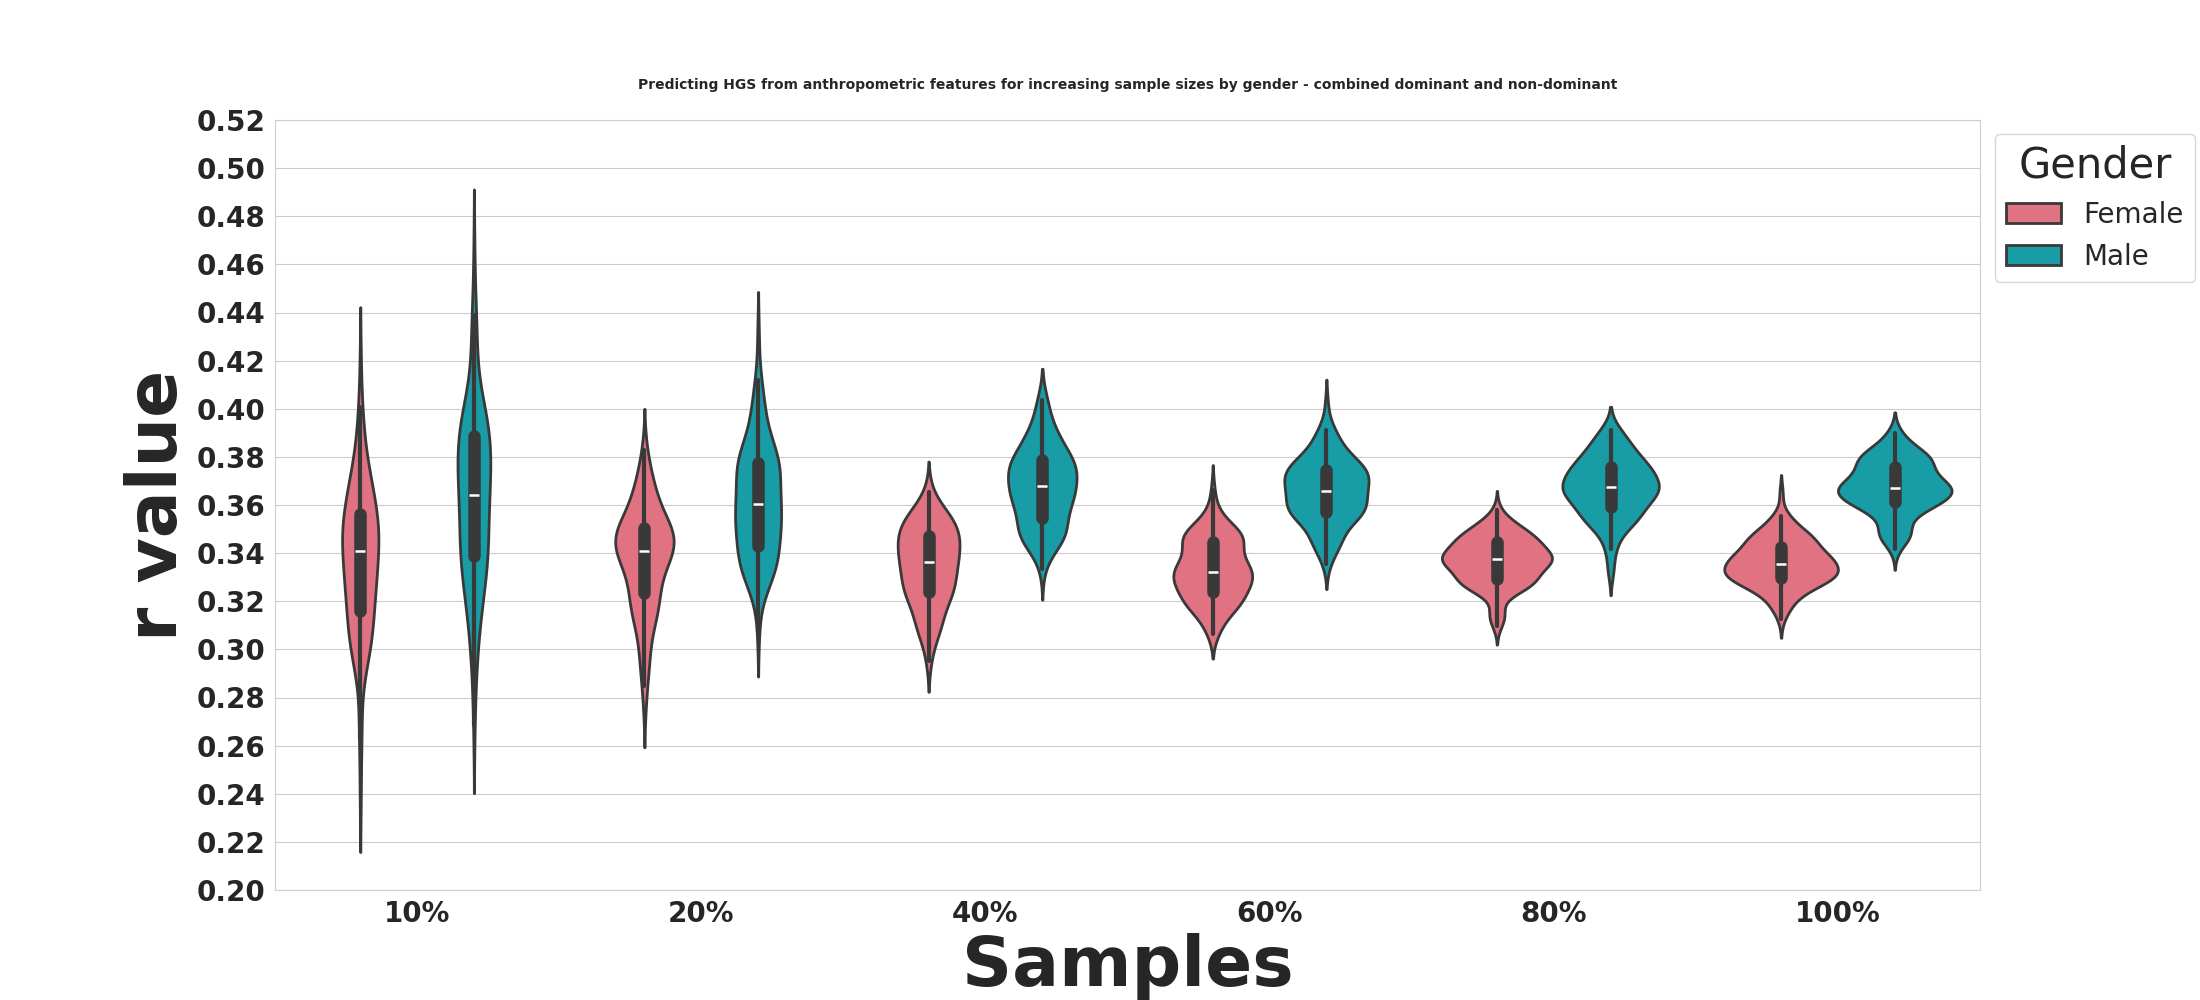 Predicting HGS from anthropometric features for increasing sample sizes by gender - combined dominant and non-dominant
0.52
0.50
0.48
0.46
0.44
0.42
0.40
0.38
0.36
0.34
0.32
0.30
0.28
0.26
0.24
0.22
0.20
r value
10% 20% 40% 60% 80% 100%
Samples
Gender
Female
Male